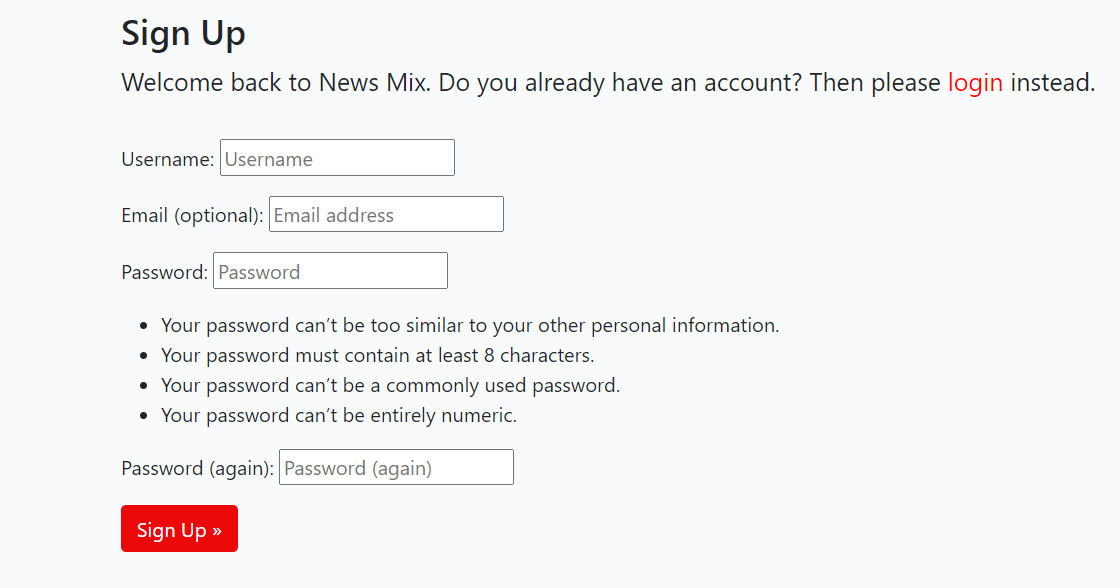 Sign Up
Welcome back to News Mix. Do you already have an account? Then please login instead.
Username: Username
Email (optional): Email address
Password: Password
• Your password can’t be too similar to your other personal information.
• Your password must contain at least 8 characters.
• Your password can’t be a commonly used password.
• Your password can’t be entirely numeric.
Password (again): Password (again)
Sign Up »